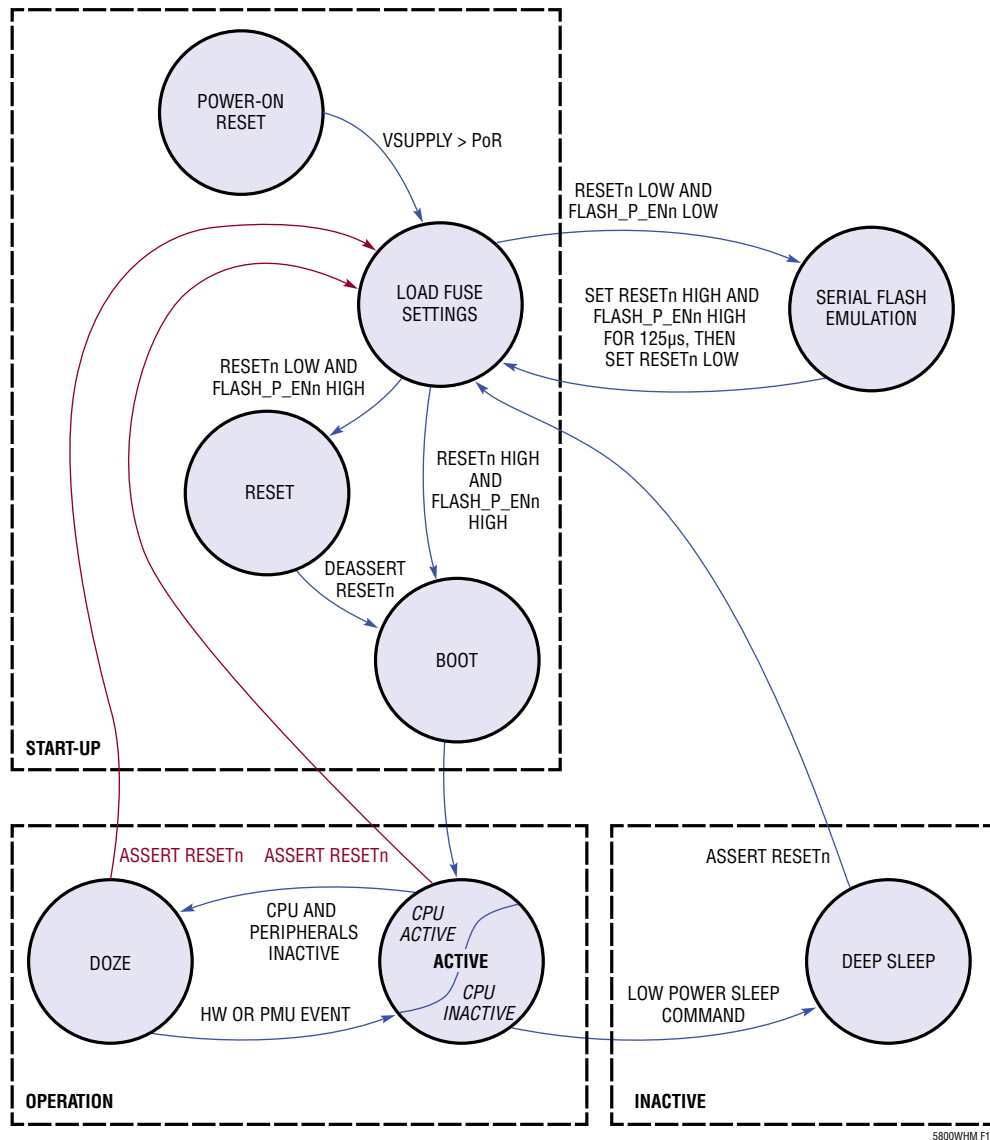 POWER-ON
RESET
VSUPPLY > PoR
RESETn LOW AND
FLASH_P_ENn LOW
LOAD FUSE
SETTINGS
SET RESETn HIGH AND
FLASH_P_ENn HIGH
FOR 125µs, THEN
SET RESETn LOW
SERIAL FLASH
EMULATION
RESETn LOW AND
FLASH_P_ENn HIGH
RESET
RESETn HIGH
AND
FLASH_P_ENn
HIGH
DEASSERT
RESETn
BOOT
START-UP
ASSERT RESETn
ASSERT RESETn
ASSERT RESETn
DOZE
CPU AND
PERIPHERALS
INACTIVE
CPU
ACTIVE
ACTIVE
CPU
INACTIVE
HW OR PMU EVENT
LOW POWER SLEEP
COMMAND
DEEP SLEEP
OPERATION
INACTIVE
5800WHM F1